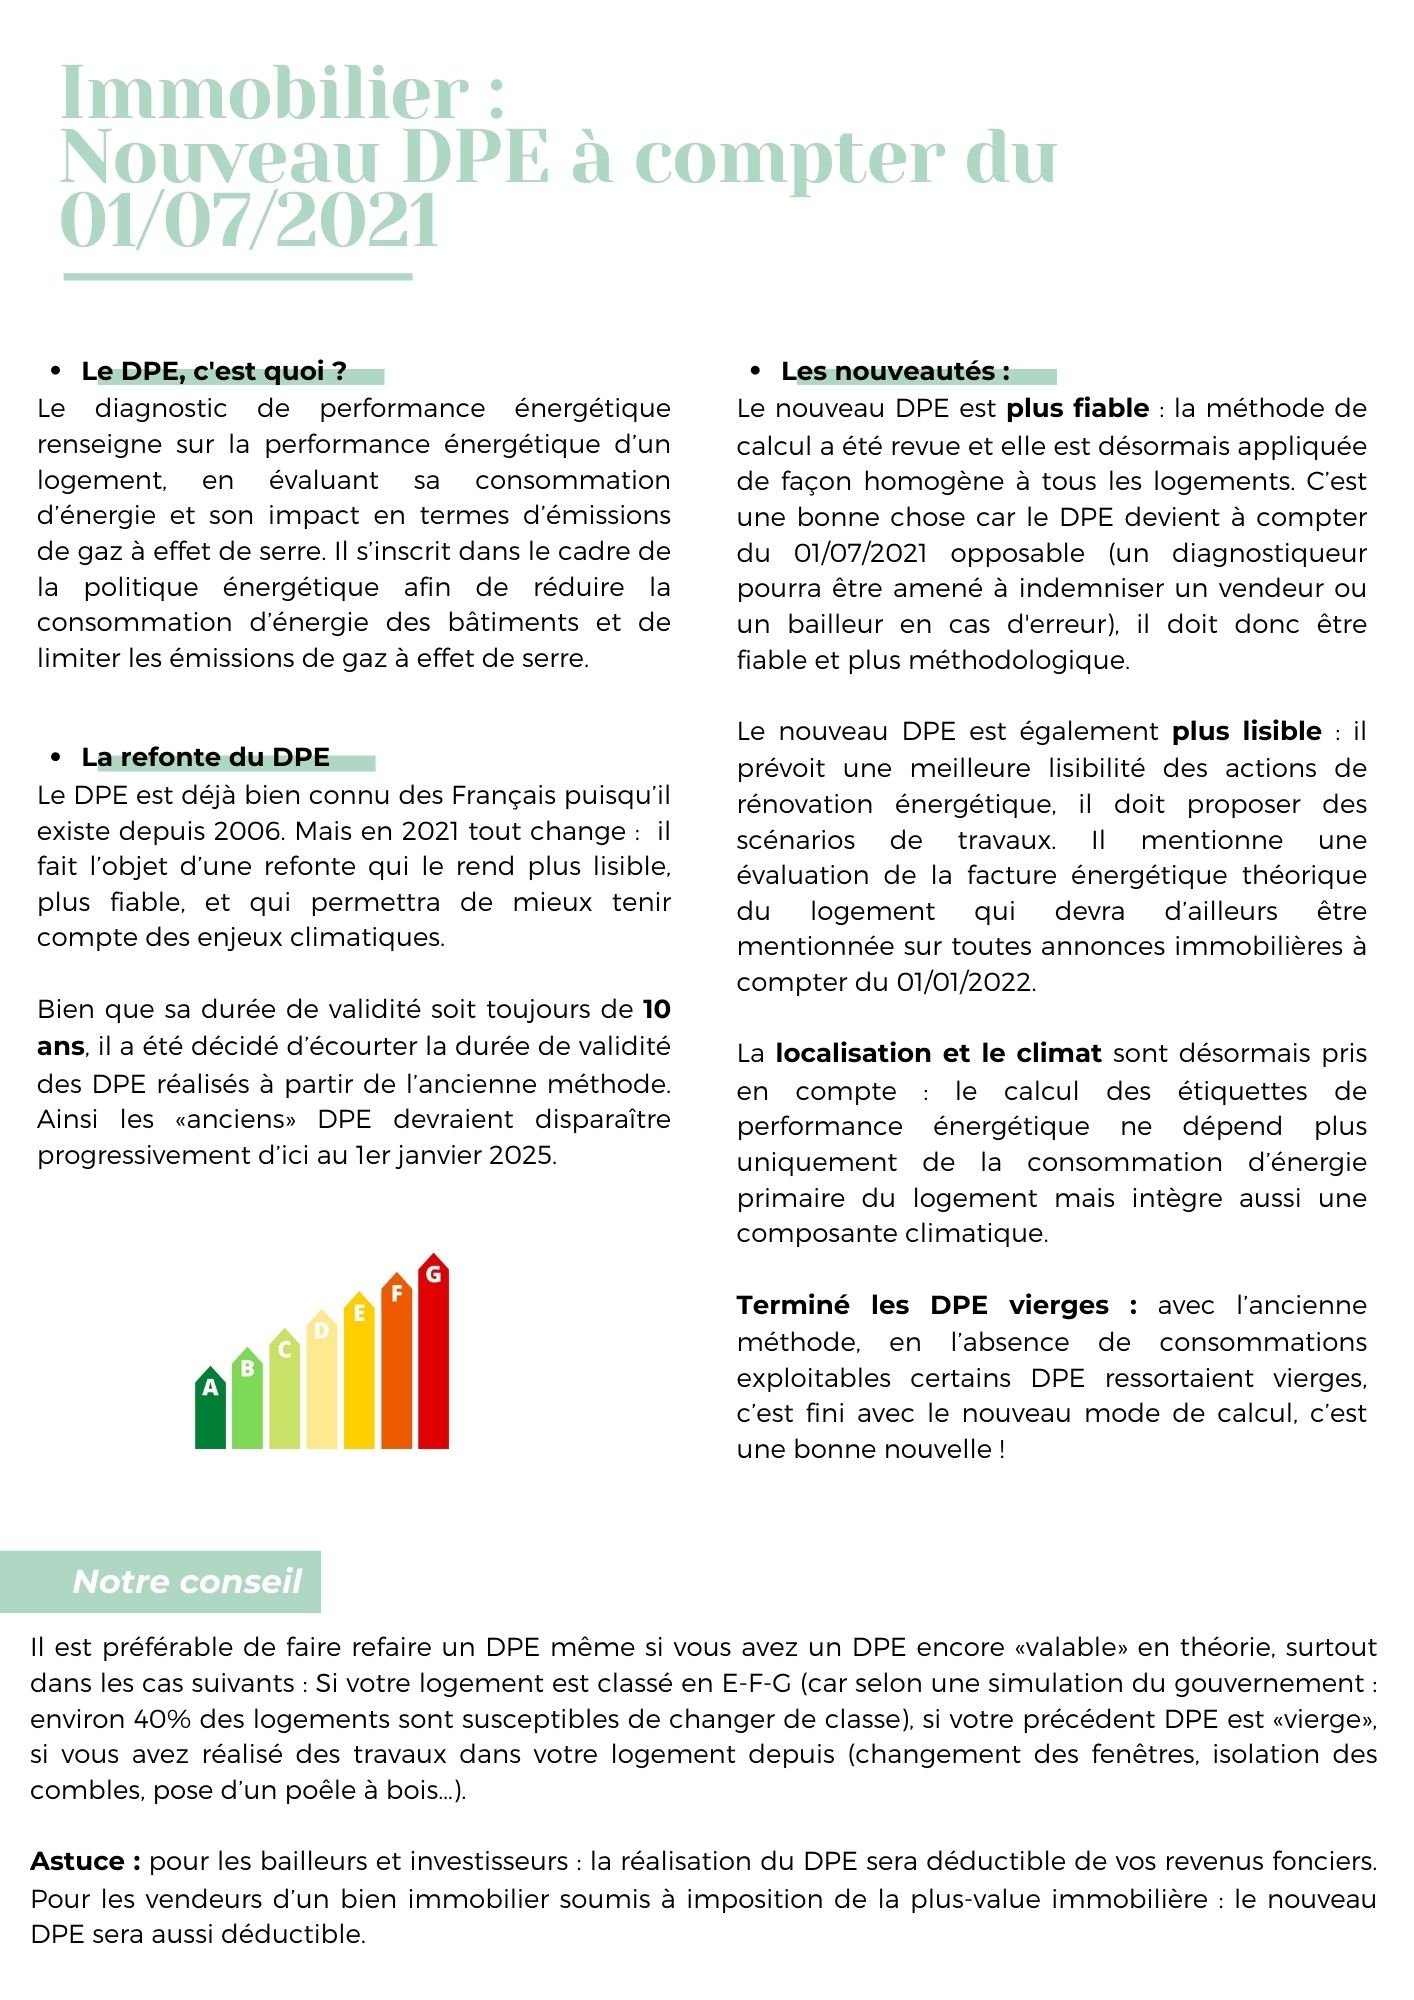 Immobilier :
Nouveau DPE à compter du
01/07/2021
• Le DPE, c'est quoi ?
Le diagnostic de performance énergétique
renseigne sur la performance énergétique d’un
logement, en évaluant sa consommation
d’énergie et son impact en termes d’émissions
de gaz à effet de serre. Il s’inscrit dans le cadre de
la politique énergétique afin de réduire la
consommation d’énergie des bâtiments et de
limiter les émissions de gaz à effet de serre.
• La refonte du DPE
Le DPE est déjà bien connu des Français puisqu’il
existe depuis 2006. Mais en 2021 tout change : il
fait l’objet d’une refonte qui le rend plus lisible,
plus fiable, et qui permettra de mieux tenir
compte des enjeux climatiques.
Bien que sa durée de validité soit toujours de 10
ans, il a été décidé d’écourter la durée de validité
des DPE réalisés à partir de l’ancienne méthode.
Ainsi les «anciens» DPE devraient disparaître
progressivement d’ici au 1er janvier 2025.
A
B
C
D
E
F
G
• Les nouveautés :
Le nouveau DPE est plus fiable : la méthode de
calcul a été revue et elle est désormais appliquée
de façon homogène à tous les logements. C’est
une bonne chose car le DPE devient à compter
du 01/07/2021 opposable (un diagnostiqueur
pourra être amené à indemniser un vendeur ou
un bailleur en cas d'erreur), il doit donc être
fiable et plus méthodologique.
Le nouveau DPE est également plus lisible : il
prévoit une meilleure lisibilité des actions de
rénovation énergétique, il doit proposer des
scénarios de travaux. Il mentionne une
évaluation de la facture énergétique théorique
du logement qui devra d’ailleurs être
mentionnée sur toutes annonces immobilières à
compter du 01/01/2022.
La localisation et le climat sont désormais pris
en compte : le calcul des étiquettes de
performance énergétique ne dépend plus
uniquement de la consommation d’énergie
primaire du logement mais intègre aussi une
composante climatique.
Terminé les DPE vierges : avec l’ancienne
méthode, en l’absence de consommations
exploitables certains DPE ressortaient vierges,
c’est fini avec le nouveau mode de calcul, c’est
une bonne nouvelle !
Notre conseil
Il est préférable de faire refaire un DPE même si vous avez un DPE encore «valable» en théorie, surtout
dans les cas suivants : Si votre logement est classé en E-F-G (car selon une simulation du gouvernement :
environ 40% des logements sont susceptibles de changer de classe), si votre précédent DPE est «vierge»,
si vous avez réalisé des travaux dans votre logement depuis (changement des fenêtres, isolation des
combles, pose d’un poêle à bois...).
Astuce : pour les bailleurs et investisseurs : la réalisation du DPE sera déductible de vos revenus fonciers.
Pour les vendeurs d’un bien immobilier soumis à imposition de la plus-value immobilière : le nouveau
DPE sera aussi déductible.